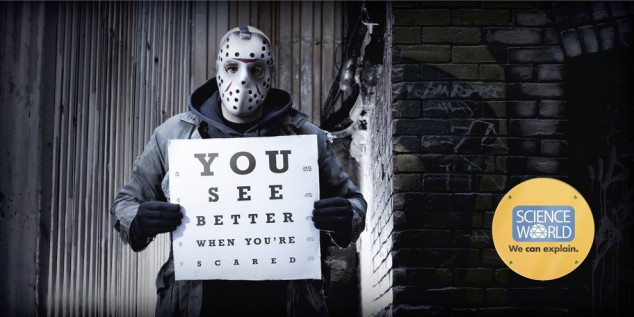 YOU
SEE
BETTER
WHEN YOU'RE
SCARED
SCIENCE
WORLD
We can explain.